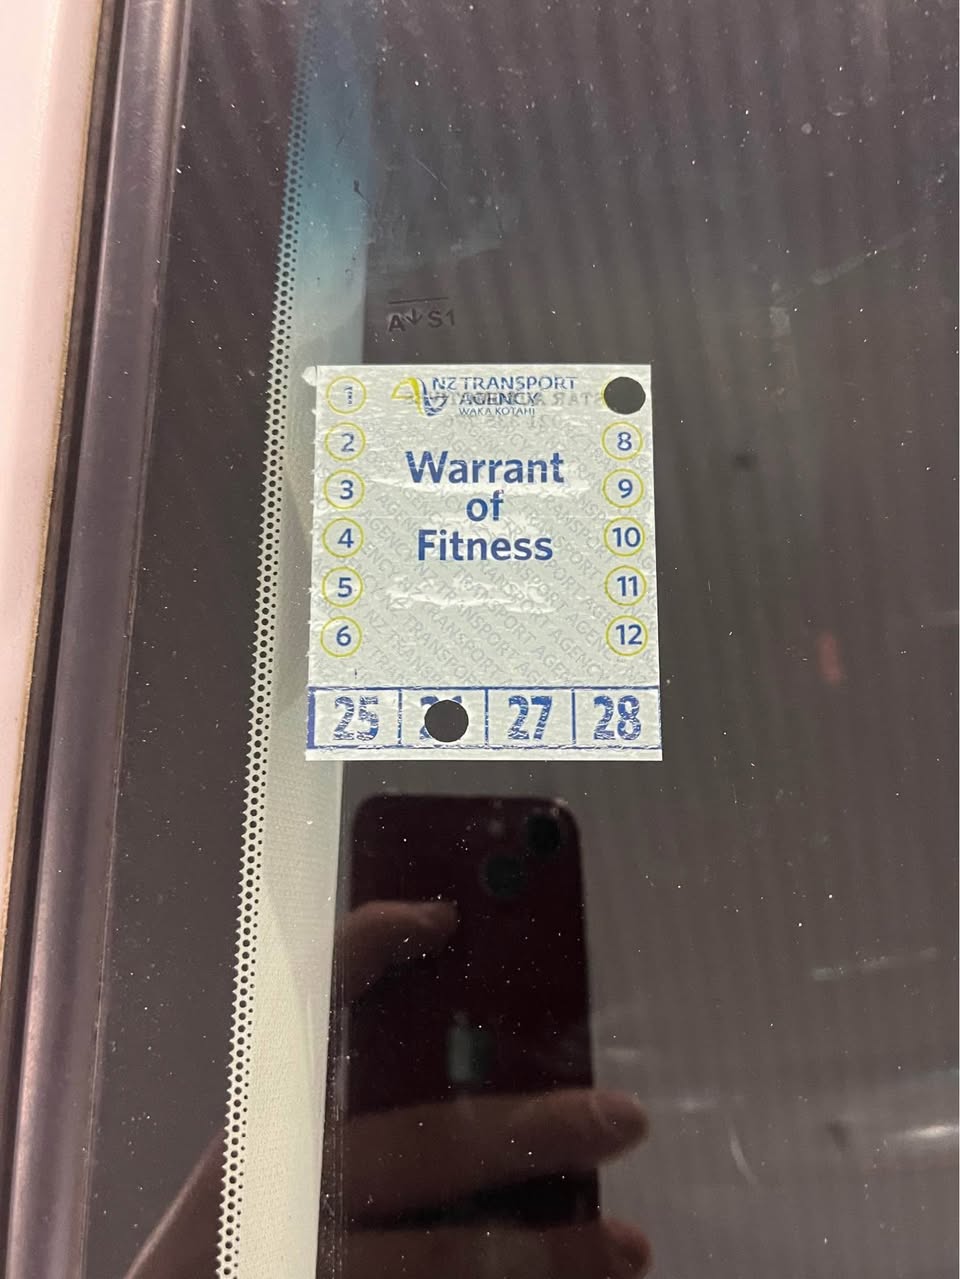 A↓S1
NZ TRANSPORT
AGENCY
WAKA KOTAHI
Warrant
of
Fitness
2
3
4
5
6
8
9
10
11
12
25
27
28